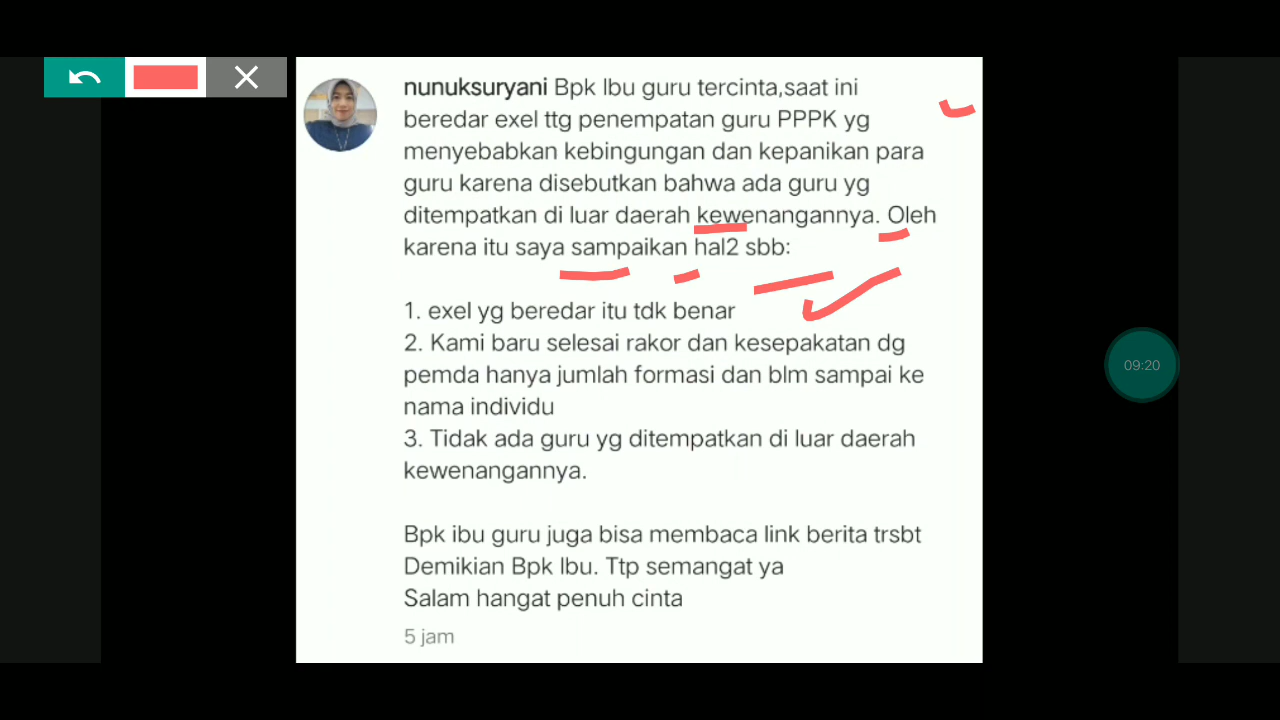 nunuksuryani Bpk Ibu guru tercinta,saat ini
beredar exel ttg penempatan guru PPPK yg
menyebabkan kebingungan dan kepanikan para
guru karena disebutkan bahwa ada guru yg
ditempatkan di luar daerah kewenangannya. Oleh
karena itu saya sampaikan hal2 sbb:
1. exel yg beredar itu tdk benar
2. Kami baru selesai rakor dan kesepakatan dg
pemda hanya jumlah formasi dan blm sampai ke
nama individu
3. Tidak ada guru yg ditempatkan di luar daerah
kewenangannya.
Bpk ibu guru juga bisa membaca link berita trsbt
Demikian Bpk Ibu. Ttp semangat ya
Salam hangat penuh cinta
5 jam
09:20